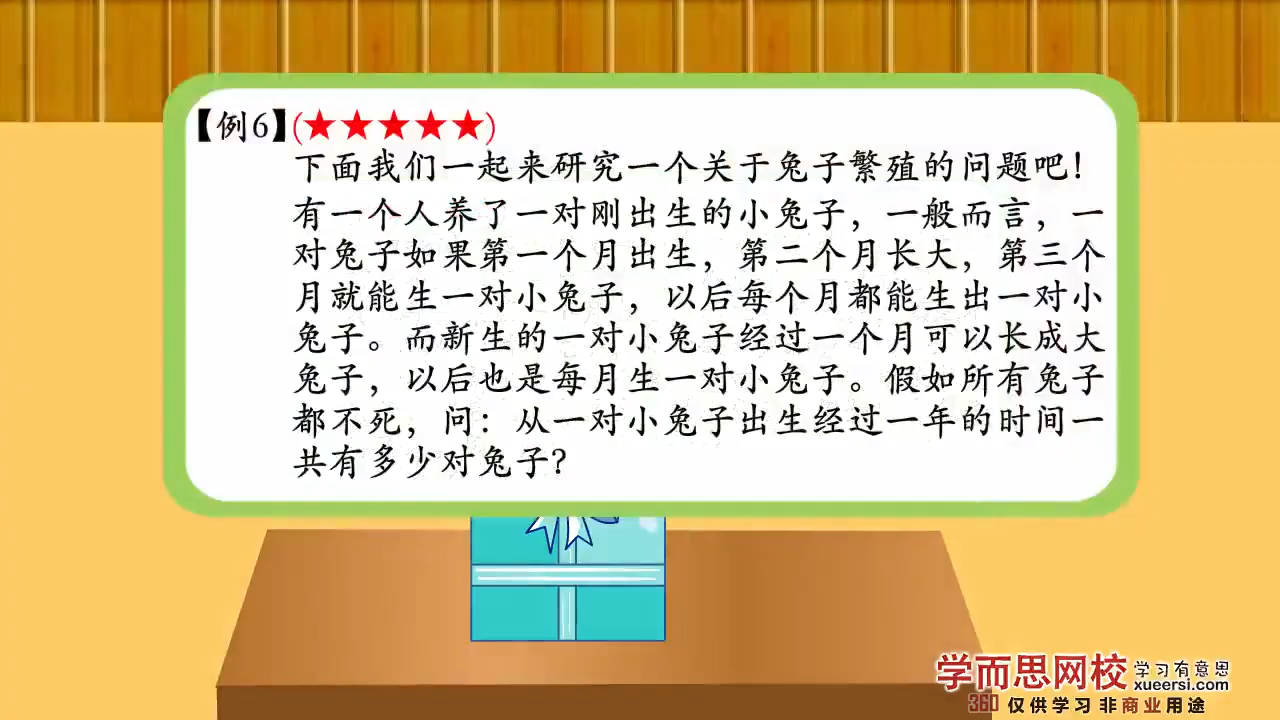 【例6】(★★★★★)
下面我们一起来研究一个关于兔子繁殖的问题吧！
有一个人养了一对刚出生的小兔子，一般而言，一
对兔子如果第一个月出生，第二个月长大，第三个
月就能生一对小兔子，以后每个月都能生出一对小
兔子。而新生的一对小兔子经过一个月可以长成大
兔子，以后也是每月生一对小兔子。假如所有兔子
都不死，问：从一对小兔子出生经过一年的时间一
共有多少对兔子？
学而思网校 学习有意思
xueersi.com
360 仅供学习 非商业用途